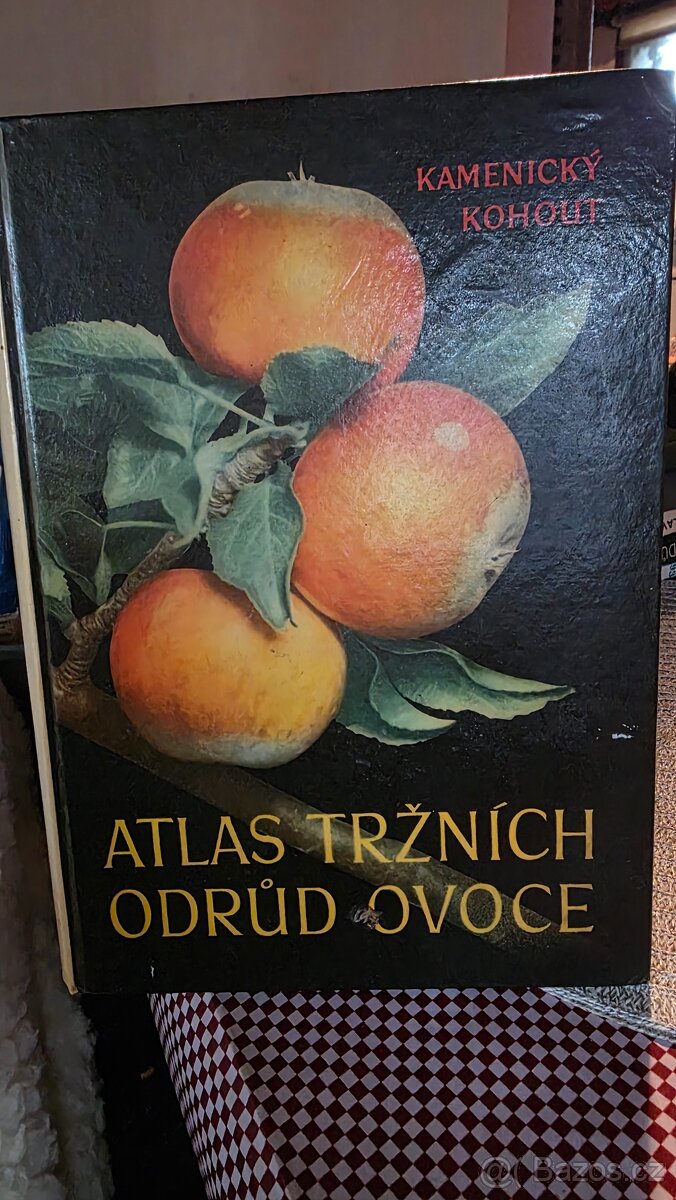 KAMENICKÝ
KOHOUT
ATLAS TRŽNÍCH
ODRŮD OVOCE
@ Bazos.cz